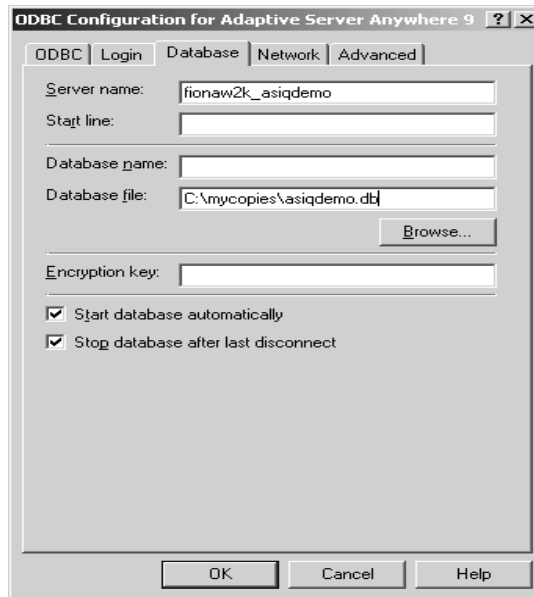 ODBC Configuration for Adaptive Server Anywhere 9 ? X
ODBC Login Database Network Advanced
Server name: fionaw2k_asiqdemo
Start line:
Database name:
Database file: C:\mycopies\asiqdemo.db
Browse...
Encryption key:
Start database automatically
Stop database after last disconnect
OK Cancel Help